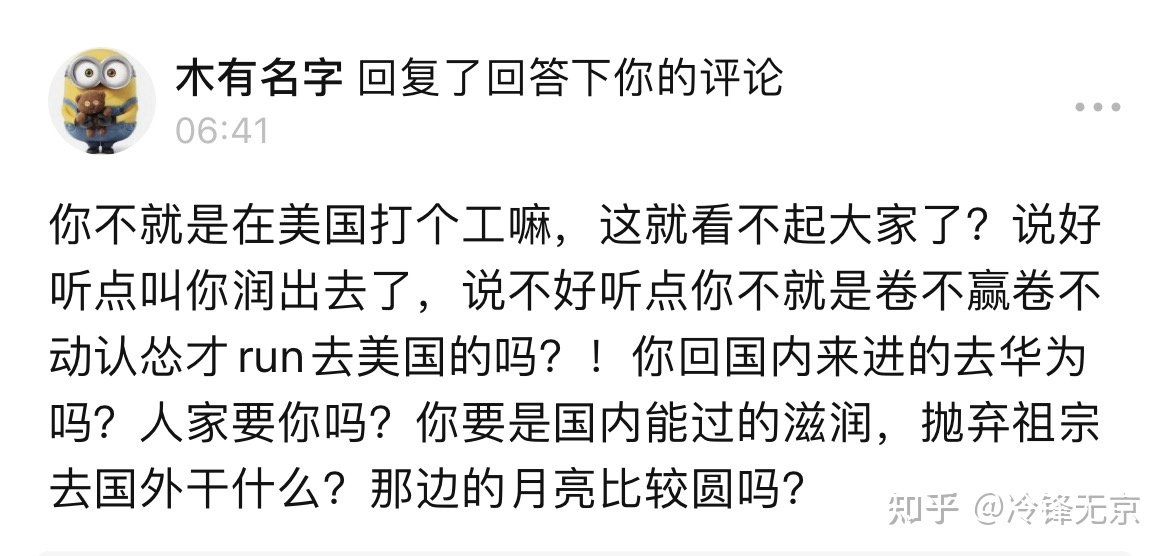 木有名字 回复了回答下你的评论
06:41
你不就是在美国打个工嘛，这就看不起大家了？说好
听点叫你润出去了，说不好听点你不就是卷不赢卷不
动认怂才run去美国的吗？！你回国内来进的去华为
吗？人家要你吗？你要是国内能过的滋润，抛弃祖宗
去国外干什么？那边的月亮比较圆吗？
知乎 @冷锋无京